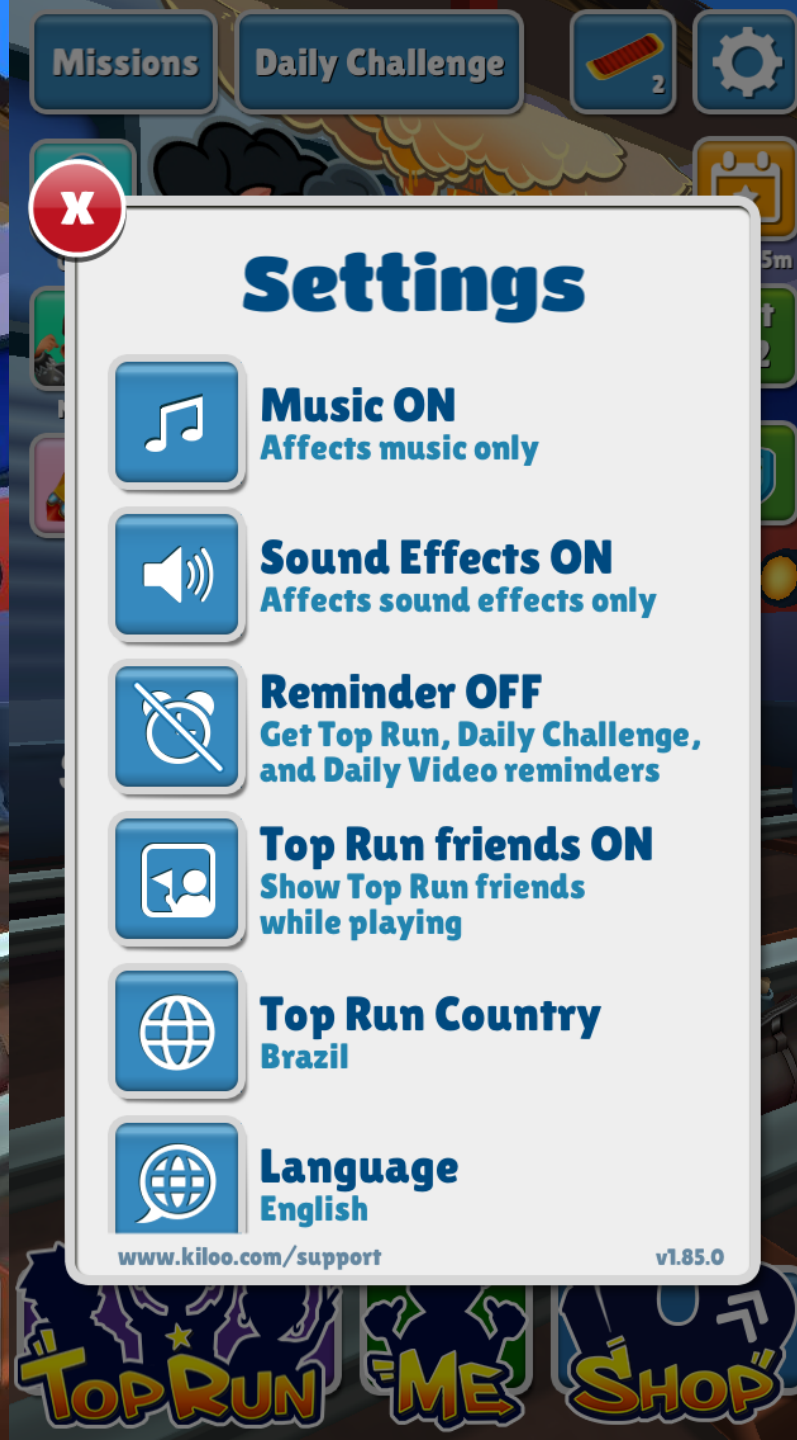 Missions
Daily Challenge
2
x
5m
Settings
Music ON
Affects music only
Sound Effects ON
Affects sound effects only
Reminder OFF
Get Top Run, Daily Challenge,
and Daily Video reminders
Top Run friends ON
Show Top Run friends
while playing
Top Run Country
Brazil
Language
English
www.kiloo.com/support
v1.85.0
TOP RUN
ME
SHOP